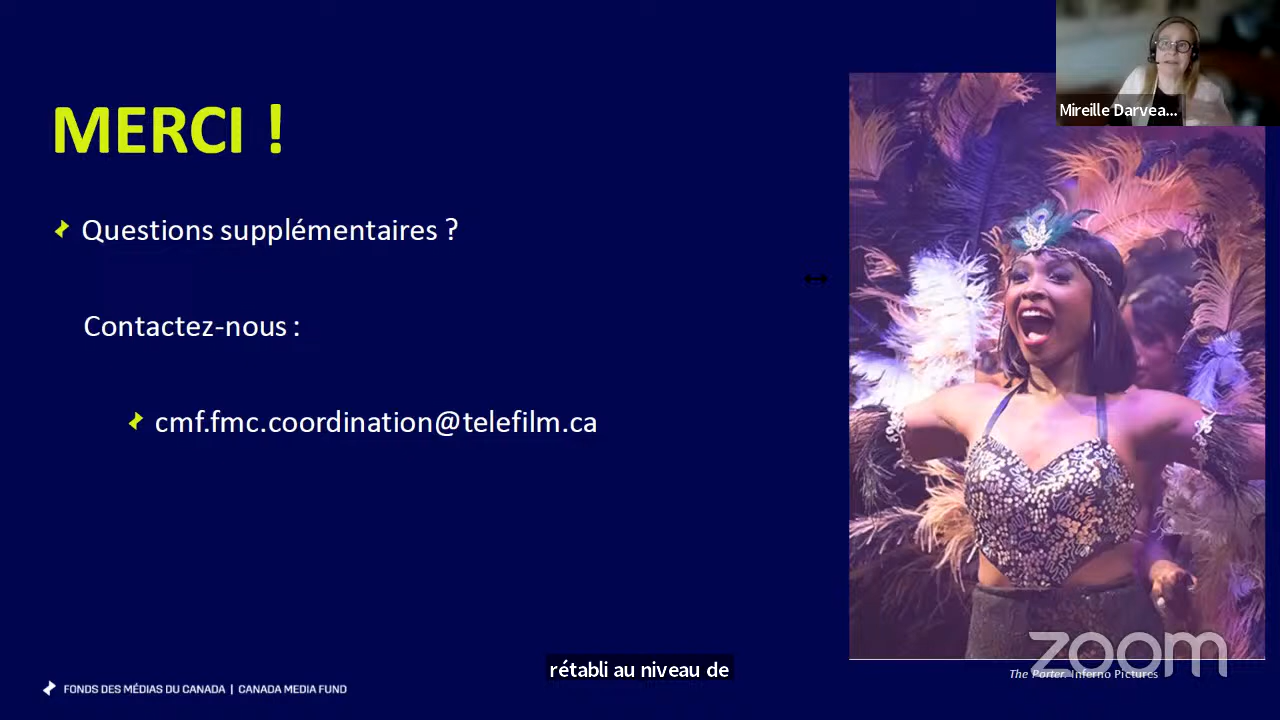 MERCI !
Mireille Darvea...
Questions supplémentaires ?
Contactez-nous :
cmf.fmc.coordination@telefilm.ca
rétabli au niveau de
zoom
The Porter. Inferno Pictures
FONDS DES MÉDIAS DU CANADA | CANADA MEDIA FUND